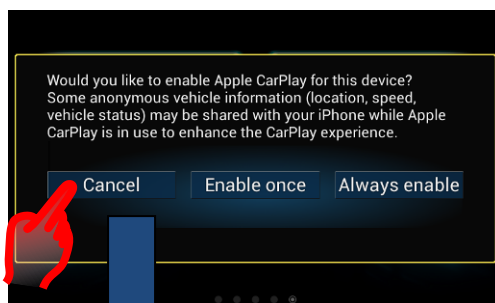 Would you like to enable Apple CarPlay for this device?
Some anonymous vehicle information (location, speed,
vehicle status) may be shared with your iPhone while Apple
CarPlay is in use to enhance the CarPlay experience.
Cancel Enable once Always enable